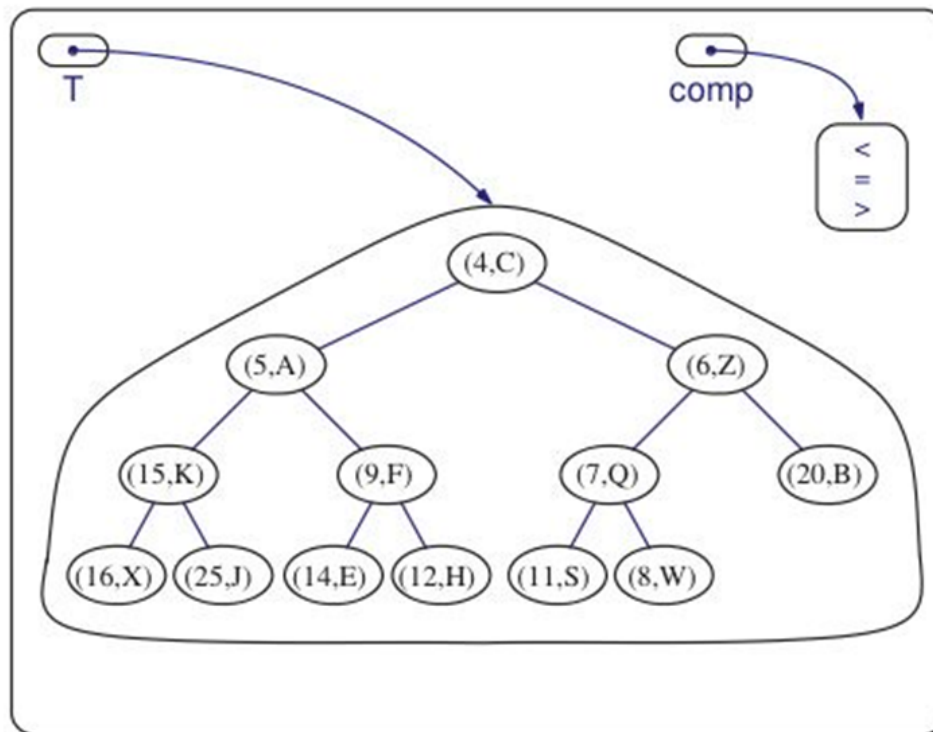 T
comp
<
=
>
(4,C)
(5,A) (6,Z)
(15,K) (9,F) (7,Q) (20,B)
(16,X) (25,J) (14,E) (12,H) (11,S) (8,W)